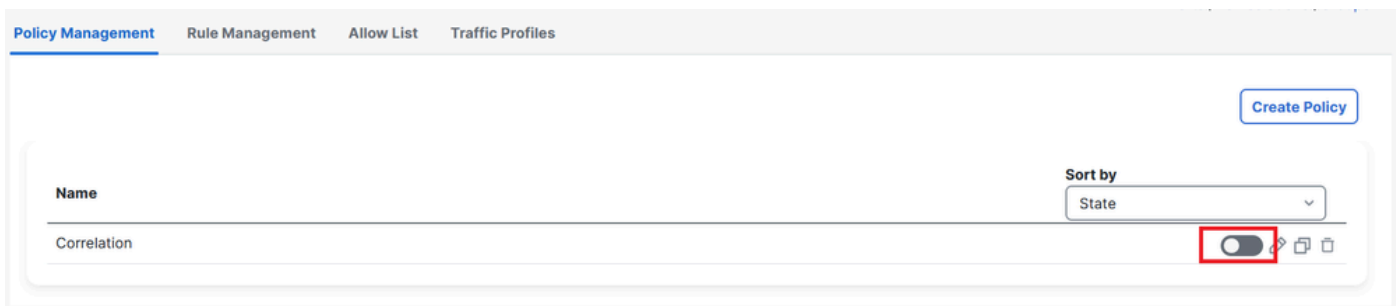 Policy Management Rule Management Allow List Traffic Profiles
Create Policy
Sort by
Name
State
Correlation